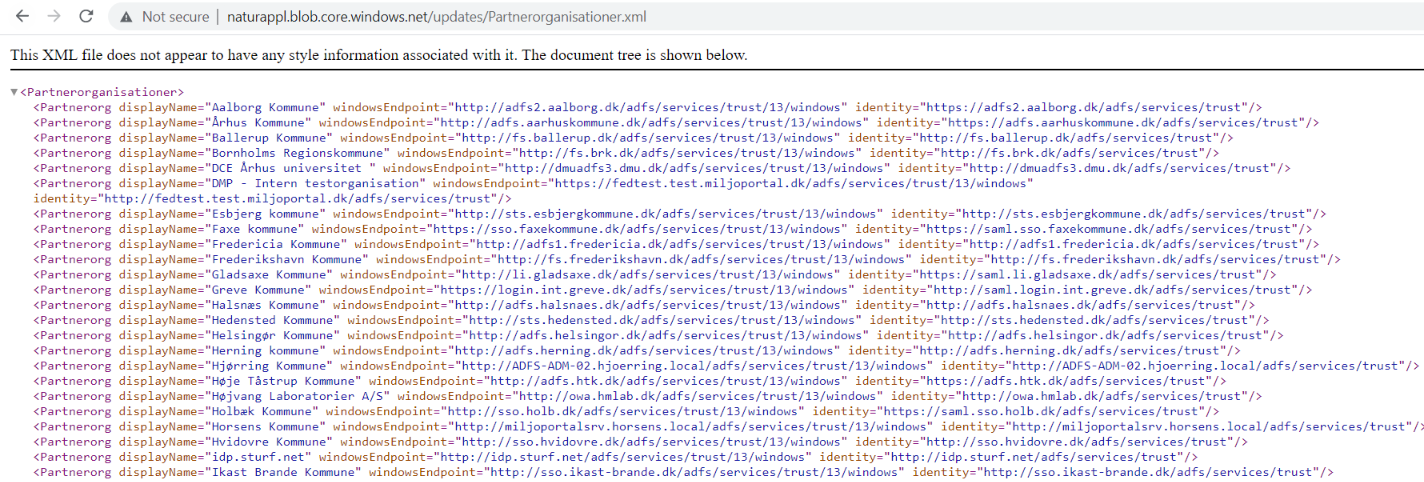 Not secure | naturappl.blob.core.windows.net/updates/Partnerorganisationer.xml
This XML file does not appear to have any style information associated with it. The document tree is shown below.
▼<Partnerorganisationer>
<Partnerorg displayName="Aalborg Kommune" windowsEndpoint="http://adfs2.aalborg.dk/adfs/services/trust/13/windows" identity="https://adfs2.aalborg.dk/adfs/services/trust"/>
<Partnerorg displayName="Århus Kommune" windowsEndpoint="http://adfs.aarhuskommune.dk/adfs/services/trust/13/windows" identity="https://adfs.aarhuskommune.dk/adfs/services/trust"/>
<Partnerorg displayName="Ballerup Kommune" windowsEndpoint="http://fs.ballerup.dk/adfs/services/trust/13/windows" identity="http://fs.ballerup.dk/adfs/services/trust"/>
<Partnerorg displayName="Bornholms Regionskommune" windowsEndpoint="http://fs.brk.dk/adfs/services/trust/13/windows" identity="http://fs.brk.dk/adfs/services/trust"/>
<Partnerorg displayName="DCE Århus universitet " windowsEndpoint="http://dmuadfs3.dmu.dk/adfs/services/trust/13/windows" identity="http://dmuadfs3.dmu.dk/adfs/services/trust"/>
<Partnerorg displayName="DMP - Intern testorganisation" windowsEndpoint="https://fedtest.test.miljoportal.dk/adfs/services/trust/13/windows"
identity="http://fedtest.test.miljoportal.dk/adfs/services/trust"/>
<Partnerorg displayName="Esbjerg kommune" windowsEndpoint="http://sts.esbjergkommune.dk/adfs/services/trust/13/windows" identity="http://sts.esbjergkommune.dk/adfs/services/trust"/>
<Partnerorg displayName="Faxe kommune" windowsEndpoint="https://sso.faxekommune.dk/adfs/services/trust/13/windows" identity="https://saml.sso.faxekommune.dk/adfs/services/trust"/>
<Partnerorg displayName="Fredericia Kommune" windowsEndpoint="http://adfs1.fredericia.dk/adfs/services/trust/13/windows" identity="http://adfs1.fredericia.dk/adfs/services/trust"/>
<Partnerorg displayName="Frederikshavn Kommune" windowsEndpoint="http://fs.frederikshavn.dk/adfs/services/trust/13/windows" identity="http://fs.frederikshavn.dk/adfs/services/trust"/>
<Partnerorg displayName="Gladsaxe Kommune" windowsEndpoint="http://li.gladsaxe.dk/adfs/services/trust/13/windows" identity="https://saml.li.gladsaxe.dk/adfs/services/trust"/>
<Partnerorg displayName="Greve Kommune" windowsEndpoint="https://login.int.greve.dk/adfs/services/trust/13/windows" identity="http://saml.login.int.greve.dk/adfs/services/trust"/>
<Partnerorg displayName="Halsnæs Kommune" windowsEndpoint="http://adfs.halsnaes.dk/adfs/services/trust/13/windows" identity="http://adfs.halsnaes.dk/adfs/services/trust"/>
<Partnerorg displayName="Hedensted Kommune" windowsEndpoint="http://sts.hedensted.dk/adfs/services/trust/13/windows" identity="http://sts.hedensted.dk/adfs/services/trust"/>
<Partnerorg displayName="Helsingør Kommune" windowsEndpoint="http://adfs.helsingor.dk/adfs/services/trust/13/windows" identity="http://adfs.helsingor.dk/adfs/services/trust"/>
<Partnerorg displayName="Herning kommune" windowsEndpoint="http://adfs.herning.dk/adfs/services/trust/13/windows" identity="http://adfs.herning.dk/adfs/services/trust"/>
<Partnerorg displayName="Hjørring Kommune" windowsEndpoint="http://ADFS-ADM-02.hjoerring.local/adfs/services/trust/13/windows" identity="http://ADFS-ADM-02.hjoerring.local/adfs/services/trust"/>
<Partnerorg displayName="Høje Tåstrup Kommune" windowsEndpoint="http://adfs.htk.dk/adfs/services/trust/13/windows" identity="http://adfs.htk.dk/adfs/services/trust"/>
<Partnerorg displayName="Højvang Laboratorier A/S" windowsEndpoint="http://owa.hmlab.dk/adfs/services/trust/13/windows" identity="http://owa.hmlab.dk/adfs/services/trust"/>
<Partnerorg displayName="Holbæk Kommune" windowsEndpoint="http://sso.holb.dk/adfs/services/trust/13/windows" identity="https://saml.sso.holb.dk/adfs/services/trust"/>
<Partnerorg displayName="Horsens Kommune" windowsEndpoint="http://miljoportalsrv.horsens.local/adfs/services/trust/13/windows" identity="http://miljoportalsrv.horsens.local/adfs/services/trust"/>
<Partnerorg displayName="Hvidovre Kommune" windowsEndpoint="http://sso.hvidovre.dk/adfs/services/trust/13/windows" identity="http://sso.hvidovre.dk/adfs/services/trust"/>
<Partnerorg displayName="idp.sturf.net" windowsEndpoint="http://idp.sturf.net/adfs/services/trust/13/windows" identity="http://idp.sturf.net/adfs/services/trust"/>
<Partnerorg displayName="Ikast Brande Kommune" windowsEndpoint="http://sso.ikast-brande.dk/adfs/services/trust/13/windows" identity="http://sso.ikast-brande.dk/adfs/services/trust"/>